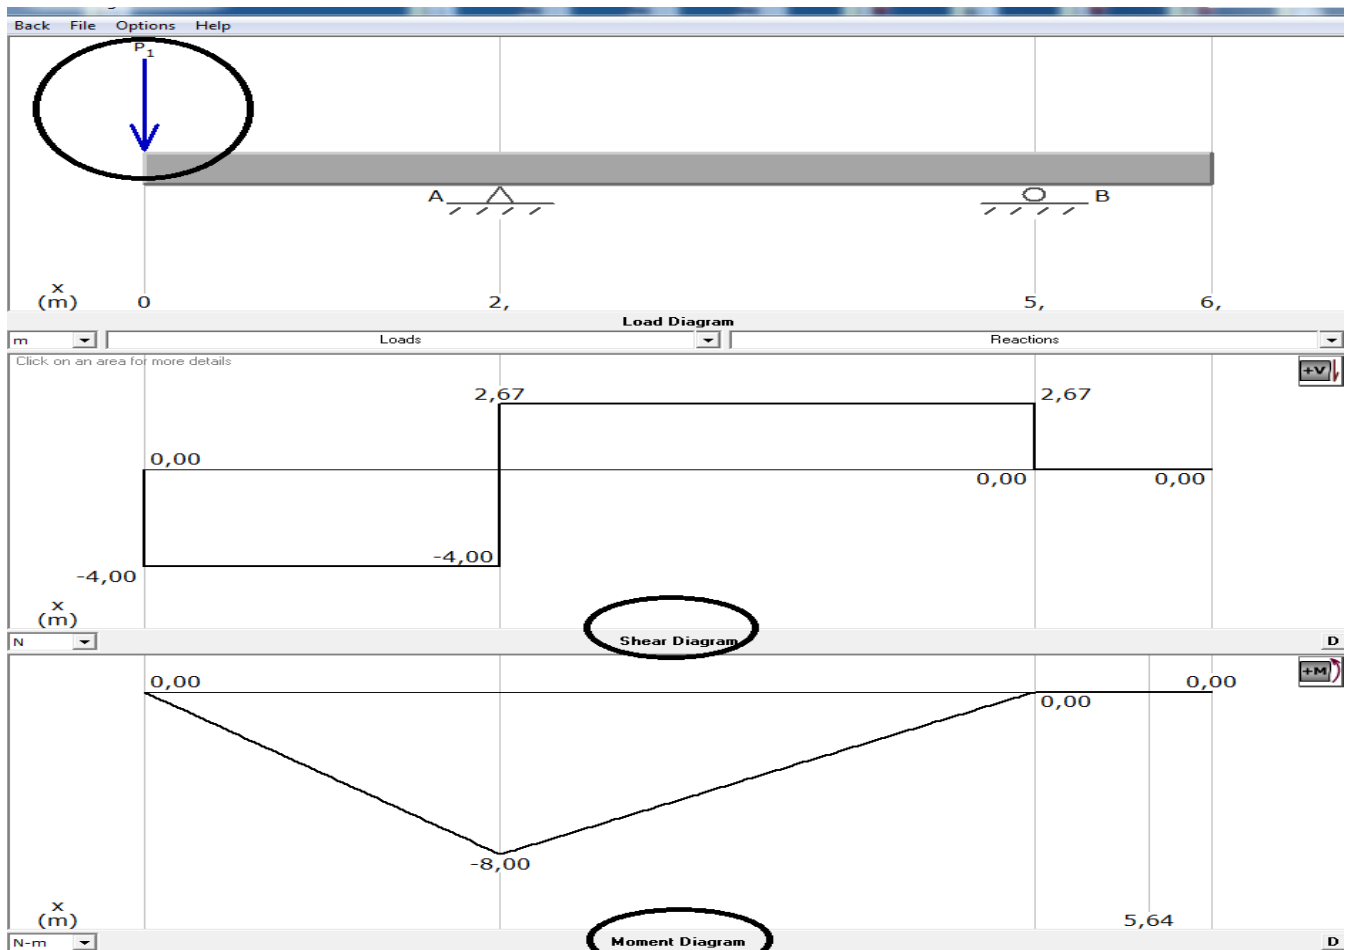 Back File Options Help
P1
A
B
x
(m) 0 2, 5, 6,
Load Diagram
m Loads Reactions
Click on an area for more details
+V
2,67 2,67
0,00
0,00 0,00
-4,00
-4,00
x
(m)
N Shear Diagram D
+M
0,00 0,00
0,00
-8,00
x
(m) 5,64
N-m Moment Diagram D